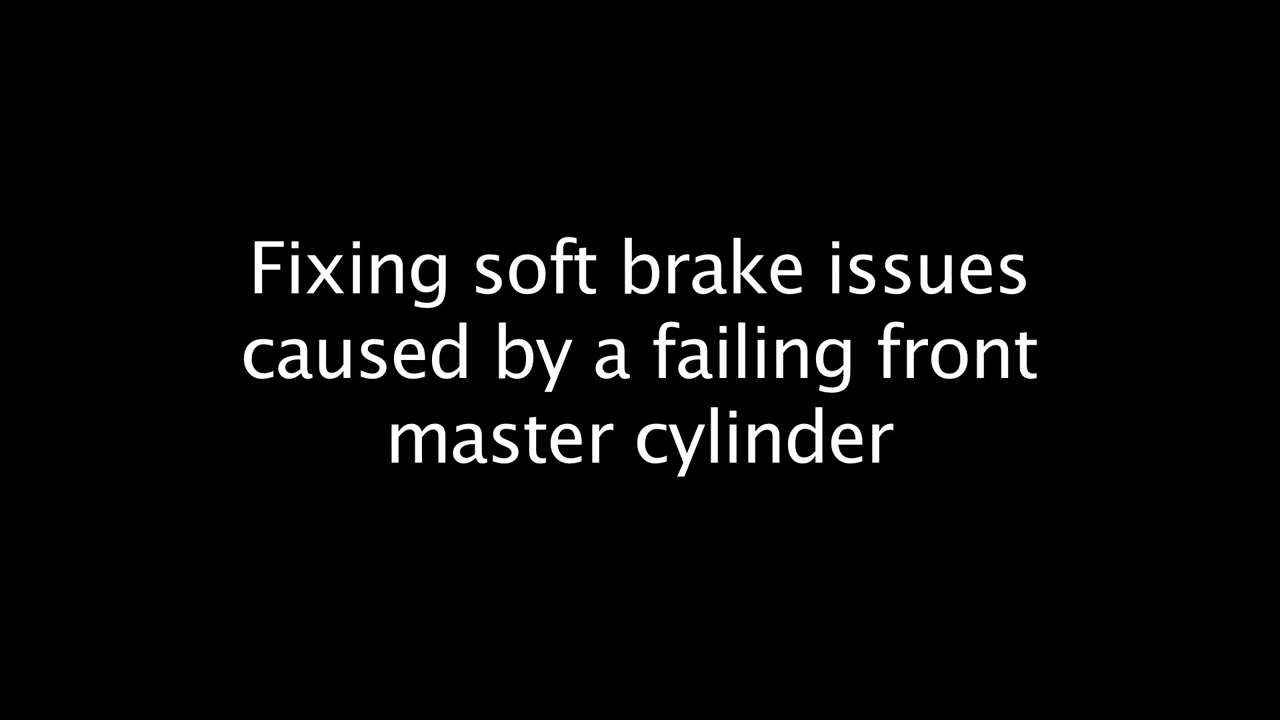 Fixing soft brake issues
caused by a failing front
master cylinder